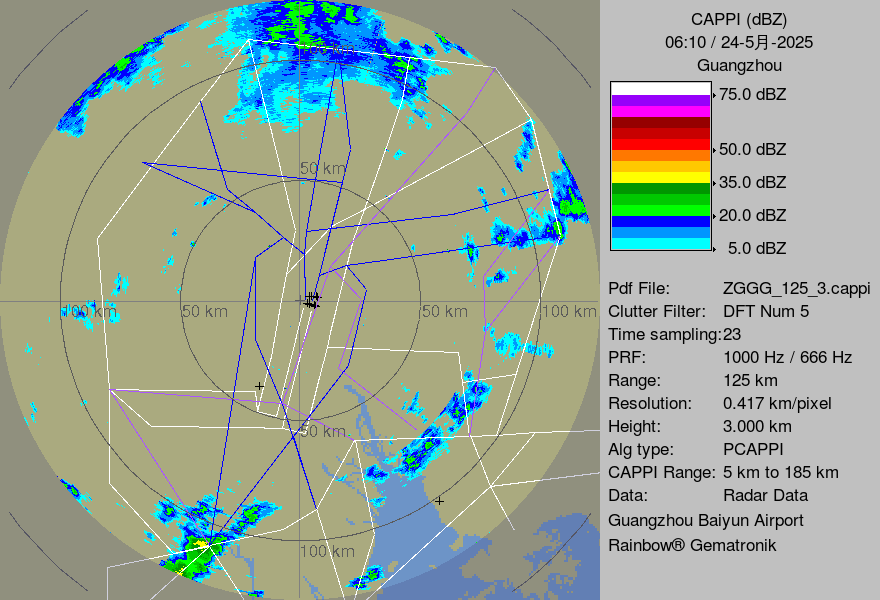 CAPPI (dBZ)
06:10 / 24-5月-2025
Guangzhou
75.0 dBZ
50.0 dBZ
35.0 dBZ
20.0 dBZ
5.0 dBZ
Pdf File: ZGGG_125_3.cappi
Clutter Filter: DFT Num 5
Time sampling:23
PRF: 1000 Hz / 666 Hz
Range: 125 km
Resolution: 0.417 km/pixel
Height: 3.000 km
Alg type: PCAPPI
CAPPI Range: 5 km to 185 km
Data: Radar Data
Guangzhou Baiyun Airport
Rainbow® Gematronik
50 km
100 km
50 km
50 km
100 km
50 km
100 km